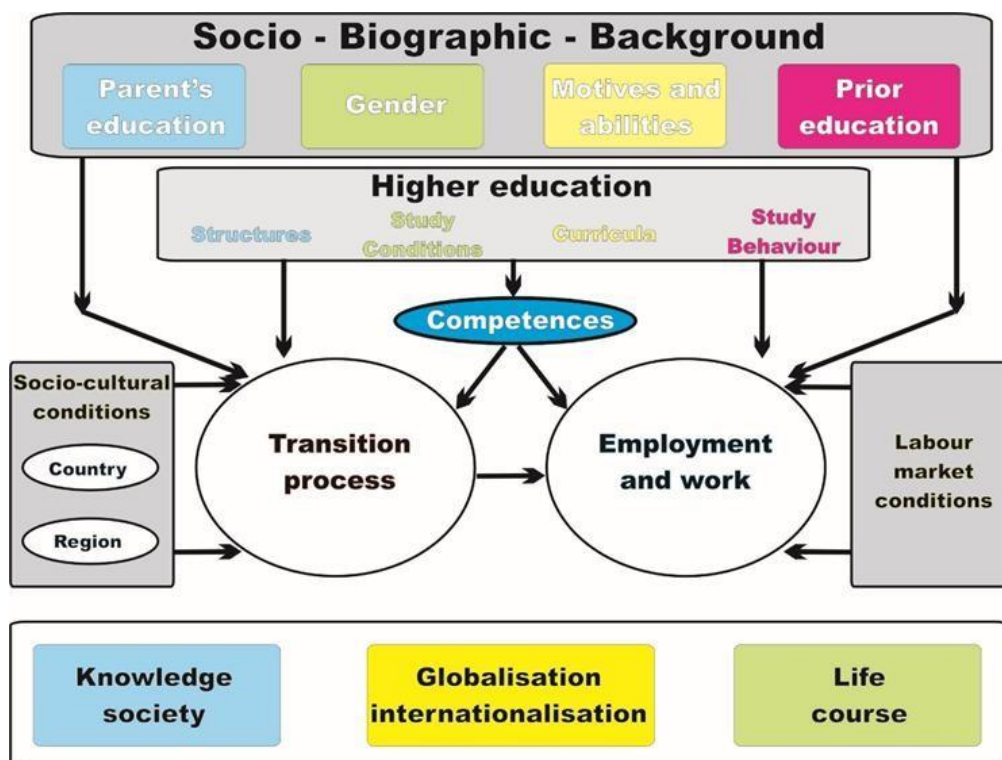 Socio - Biographic - Background
Parent's
education
Gender
Motives and
abilities
Prior
education
Higher education
Structures
Study
Conditions
Curricula
Study
Behaviour
Competences
Socio-cultural
conditions
Country
Region
Transition
process
Employment
and work
Labour
market
conditions
Knowledge
society
Globalisation
internationalisation
Life
course